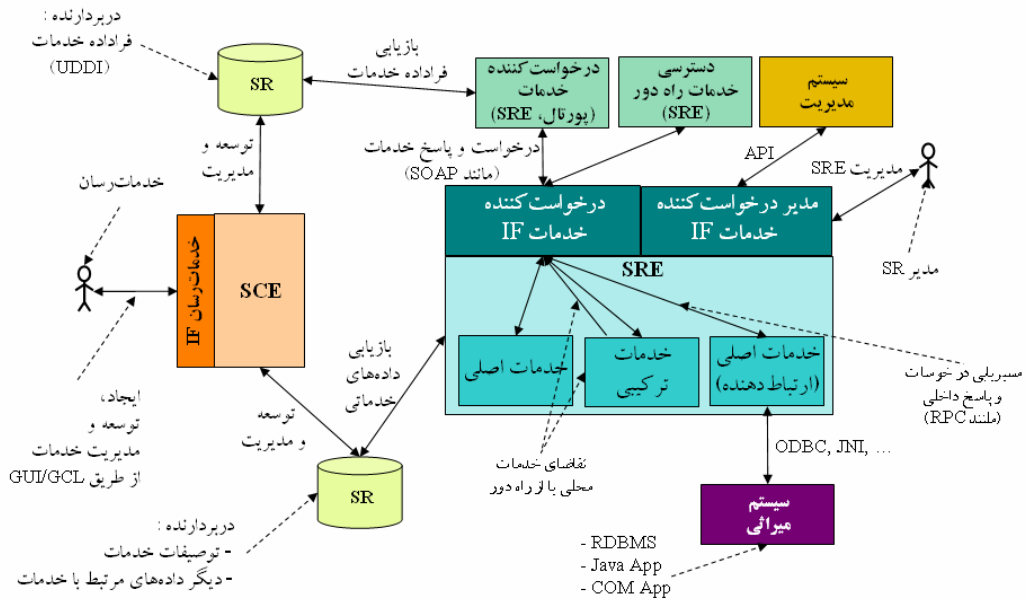 دربردارنده :
فراداده خدمات
(UDDI)
SR
بازیابی
فراداده خدمات
درخواست‌کننده
خدمات
(پورتال، SRE)
دسترسی
خدمات راه دور
(SRE)
سیستم
مدیریت
توسعه و
مدیریت
درخواست و پاسخ خدمات
(مانند SOAP)
API
مدیریت SRE
خدمات‌رسان
درخواست‌کننده
خدمات IF
مدیر درخواست‌کننده
خدمات IF
مدیر SR
خدمات‌رسان IF
SCE
SRE
بازیابی
داده‌های
خدماتی
خدمات اصلی
خدمات
ترکیبی
خدمات اصلی
(ارتباط‌دهنده)
مسیریابی درخوسات
و پاسخ داخلی
(ملنند RPC)
ایجاد،
توسعه و
مدیریت خدمات
از طریق GUI/GCL
توسعه
و مدیریت
تقاضای خدمات
محلی یا از راه دور
ODBC, JNI, …
SR
سیستم
میراثی
دربردارنده :
- توصیفات خدمات
- دیگر داده‌های مرتبط با خدمات
- RDBMS
- Java App
- COM App